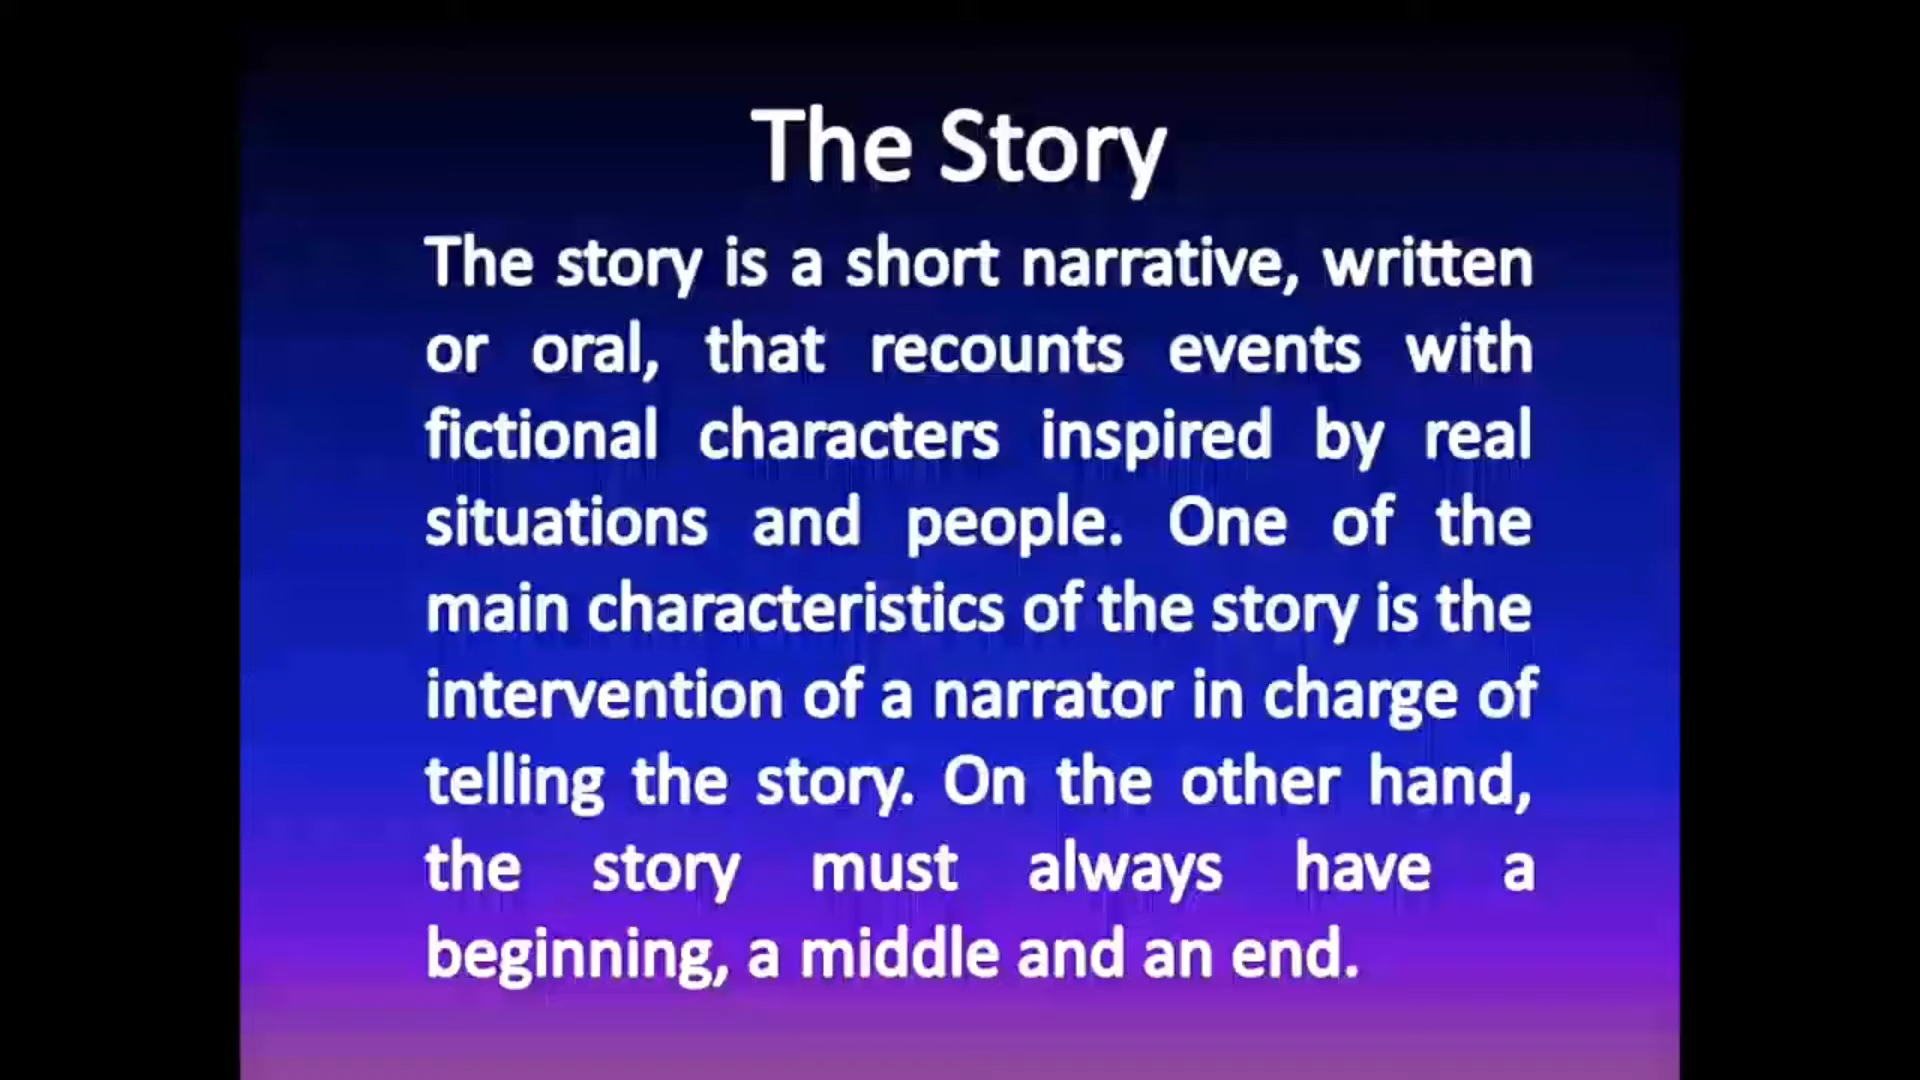 The Story
The story is a short narrative, written
or oral, that recounts events with
fictional characters inspired by real
situations and people. One of the
main characteristics of the story is the
intervention of a narrator in charge of
telling the story. On the other hand,
the story must always have a
beginning, a middle and an end.